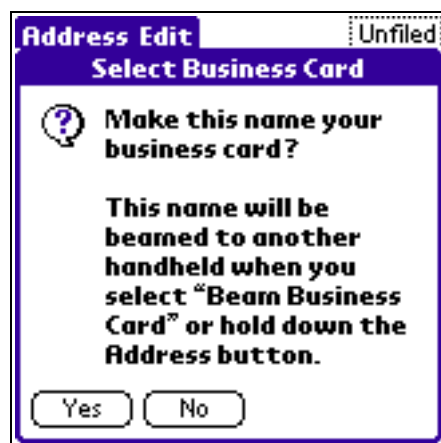 Address Edit Unfiled
Select Business Card
Make this name your
business card?
This name will be
beamed to another
handheld when you
select “Beam Business
Card” or hold down the
Address button.
Yes No